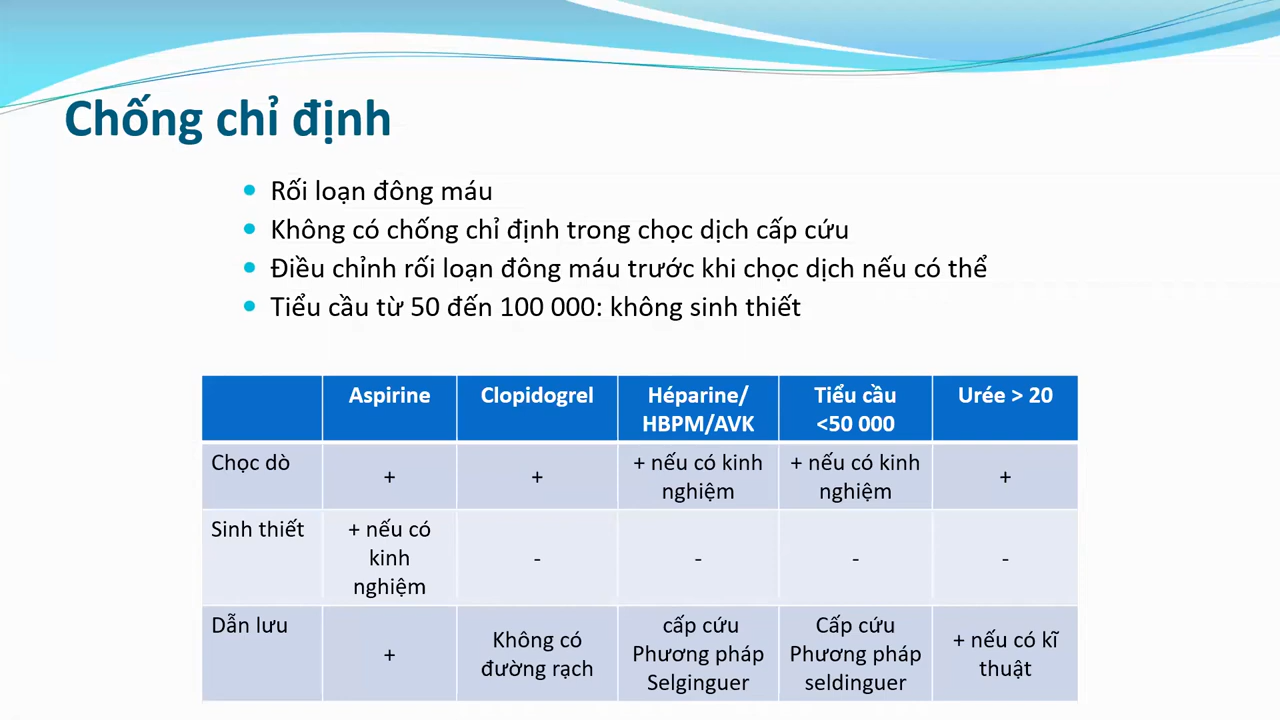 Chống chỉ định
Rối loạn đông máu
Không có chống chỉ định trong chọc dịch cấp cứu
Điều chỉnh rối loạn đông máu trước khi chọc dịch nếu có thể
Tiểu cầu từ 50 đến 100 000: không sinh thiết
Aspirine
Clopidogrel
Héparine/
HBPM/AVK
Tiểu cầu
<50 000
Urée > 20
Chọc dò
+
+
+ nếu có kinh
nghiệm
+ nếu có kinh
nghiệm
+
Sinh thiết
+ nếu có
kinh
nghiệm
-
-
-
-
Dẫn lưu
+
Không có
đường rạch
cấp cứu
Phương pháp
Selginguer
Cấp cứu
Phương pháp
seldinguer
+ nếu có kĩ
thuật